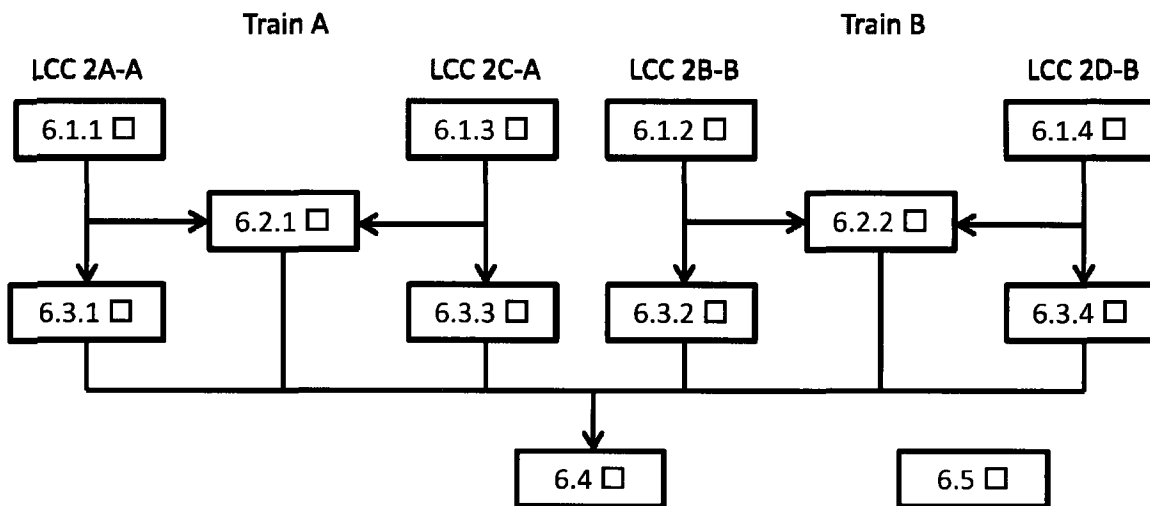 Train A Train B
LCC 2A-A LCC 2C-A LCC 2B-B LCC 2D-B
6.1.1 ☐ 6.1.3 ☐ 6.1.2 ☐ 6.1.4 ☐
6.2.1 ☐ 6.2.2 ☐
6.3.1 ☐ 6.3.3 ☐ 6.3.2 ☐ 6.3.4 ☐
6.4 ☐ 6.5 ☐